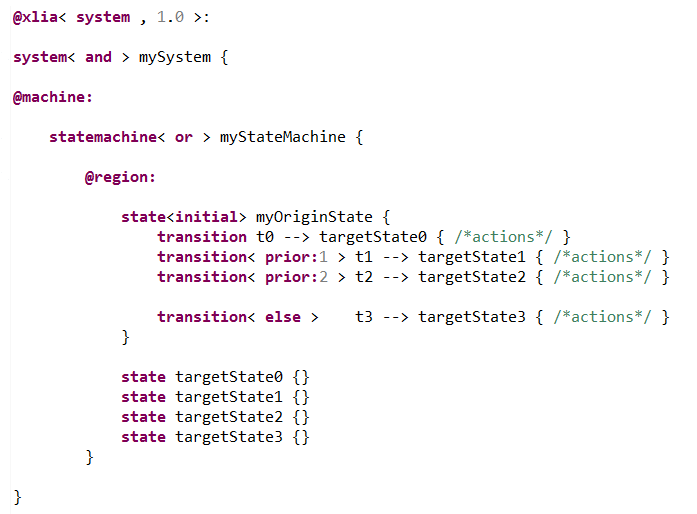 @xlia< system , 1.0 >:
system< and > mySystem {
@machine:
statemachine< or > myStateMachine {
@region:
state<initial> myOriginState {
transition t0 --> targetState0 { /*actions*/ }
transition< prior:1 > t1 --> targetState1 { /*actions*/ }
transition< prior:2 > t2 --> targetState2 { /*actions*/ }
transition< else >    t3 --> targetState3 { /*actions*/ }
}
state targetState0 {}
state targetState1 {}
state targetState2 {}
state targetState3 {}
}
}